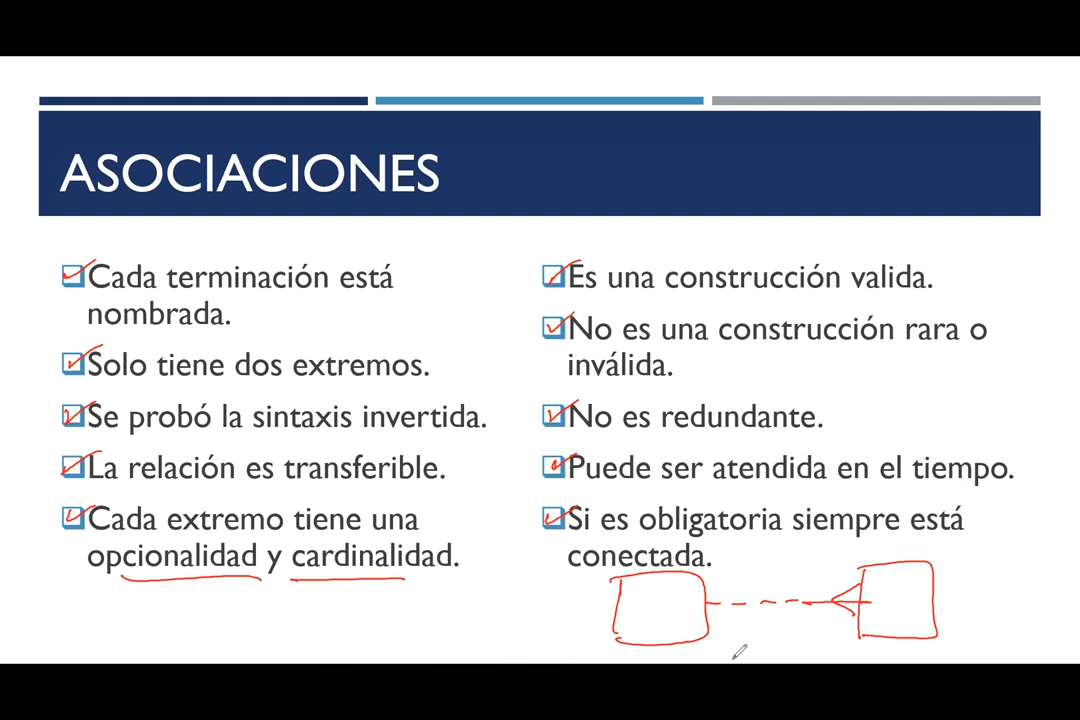 ASOCIACIONES
Cada terminación está
nombrada.
Solo tiene dos extremos.
Se probó la sintaxis invertida.
La relación es transferible.
Cada extremo tiene una
opcionalidad y cardinalidad.
Es una construcción valida.
No es una construcción rara o
inválida.
No es redundante.
Puede ser atendida en el tiempo.
Si es obligatoria siempre está
conectada.